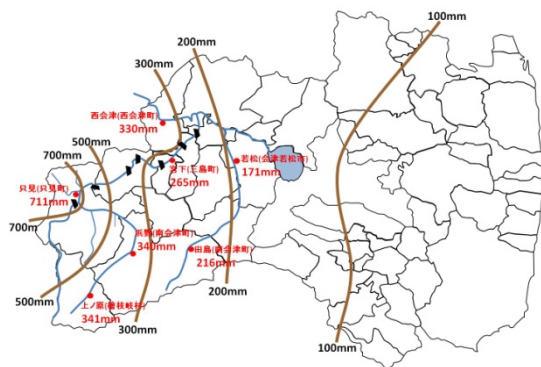 100mm
200mm
300mm
西会津(西会津町)
330mm
500mm
若松(会津若松市)
171mm
宮下(三島町)
265mm
700mm
只見(只見町)
711mm
700mm
(南会津町)
340mm
田島(南会津町)
216mm
500mm
上ノ原(檜枝岐村)
341mm
200mm
300mm
100mm